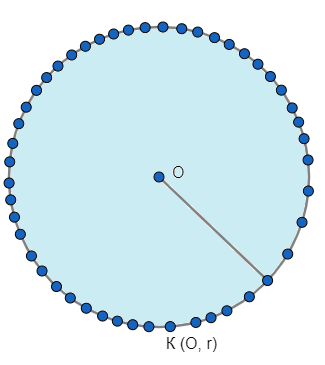 O
K (O, r)